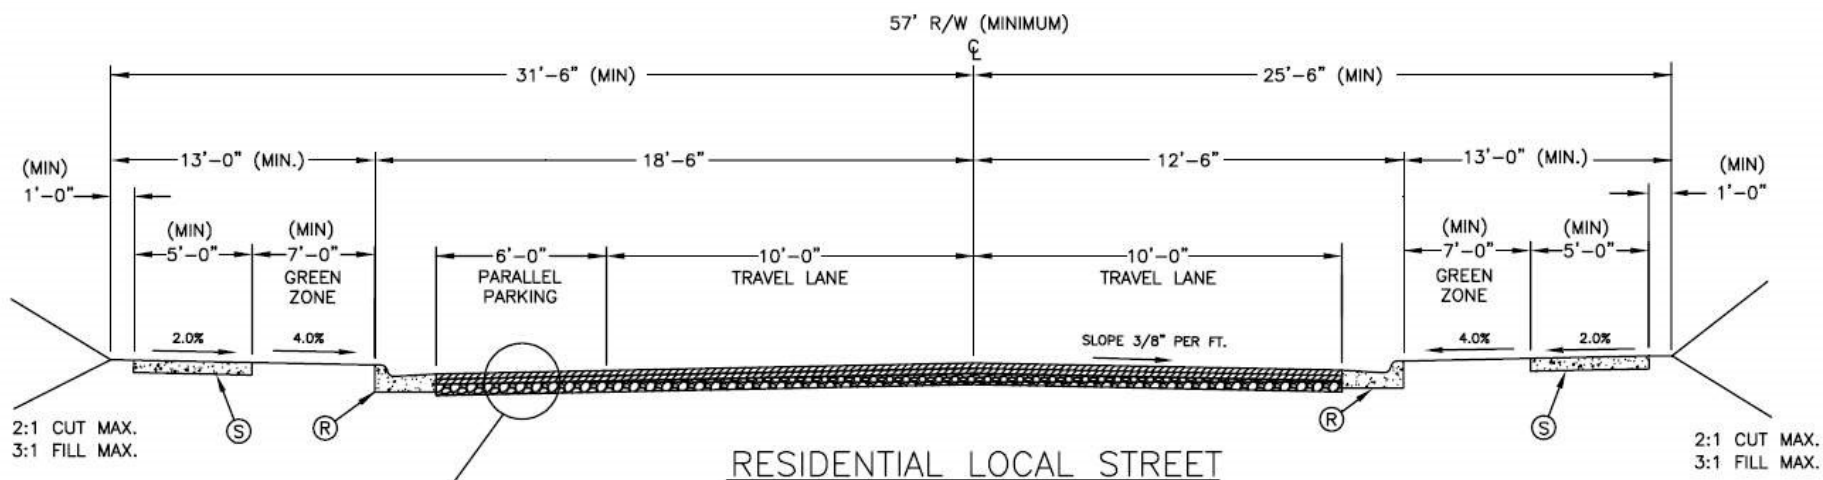 57' R/W (MINIMUM)
℄
31'-6" (MIN)
25'-6" (MIN)
(MIN)
1'-0"
13'-0" (MIN.)
18'-6"
12'-6"
13'-0" (MIN.)
(MIN)
1'-0"
(MIN)
5'-0"
(MIN)
7'-0"
GREEN
ZONE
6'-0"
PARALLEL
PARKING
10'-0"
TRAVEL LANE
10'-0"
TRAVEL LANE
(MIN)
7'-0"
GREEN
ZONE
(MIN)
5'-0"
2.0%
4.0%
SLOPE 3/8" PER FT.
4.0%
2.0%
S
R
R
S
2:1 CUT MAX.
3:1 FILL MAX.
2:1 CUT MAX.
3:1 FILL MAX.
RESIDENTIAL LOCAL STREET